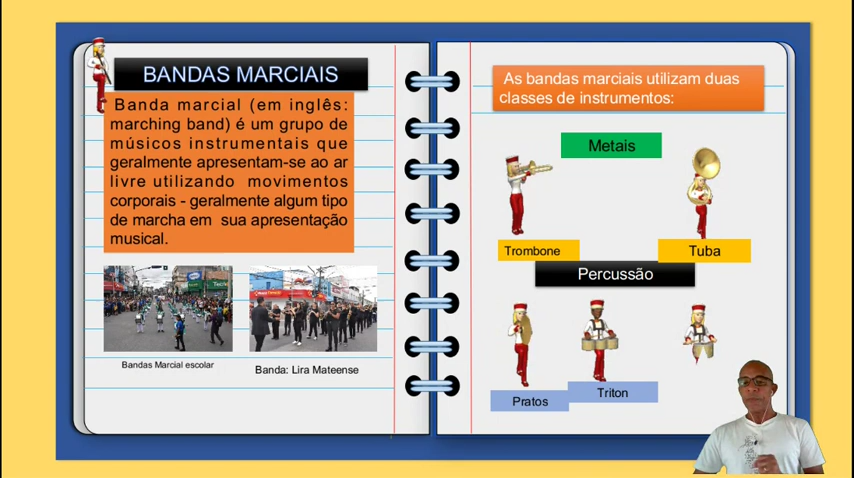 BANDAS MARCIAIS
Banda marcial (em inglês:
marching band) é um grupo de
músicos instrumentais que
geralmente apresentam-se ao ar
livre utilizando movimentos
corporais - geralmente algum tipo
de marcha em sua apresentação
musical.
Bandas Marcial escolar
Banda: Lira Mateense
As bandas marciais utilizam duas
classes de instrumentos:
Metais
Trombone
Tuba
Percussão
Pratos
Triton